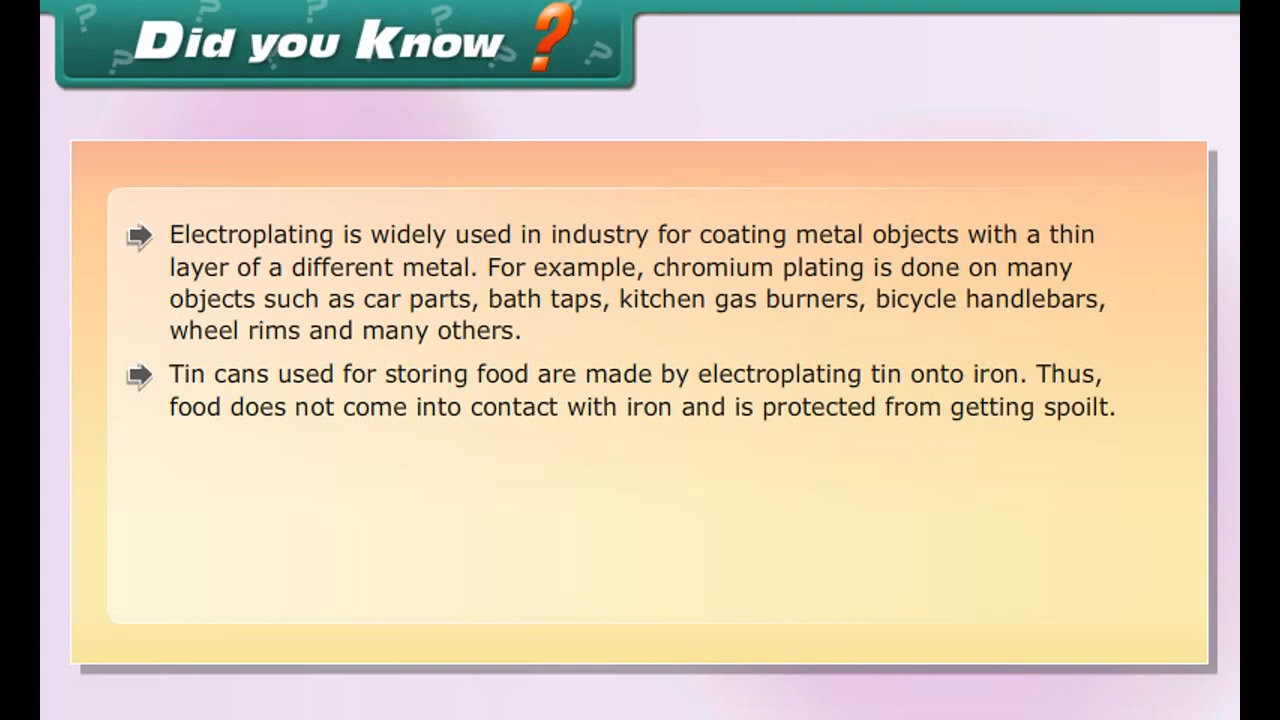 Did you Know ?
Electroplating is widely used in industry for coating metal objects with a thin
layer of a different metal. For example, chromium plating is done on many
objects such as car parts, bath taps, kitchen gas burners, bicycle handlebars,
wheel rims and many others.
Tin cans used for storing food are made by electroplating tin onto iron. Thus,
food does not come into contact with iron and is protected from getting spoilt.